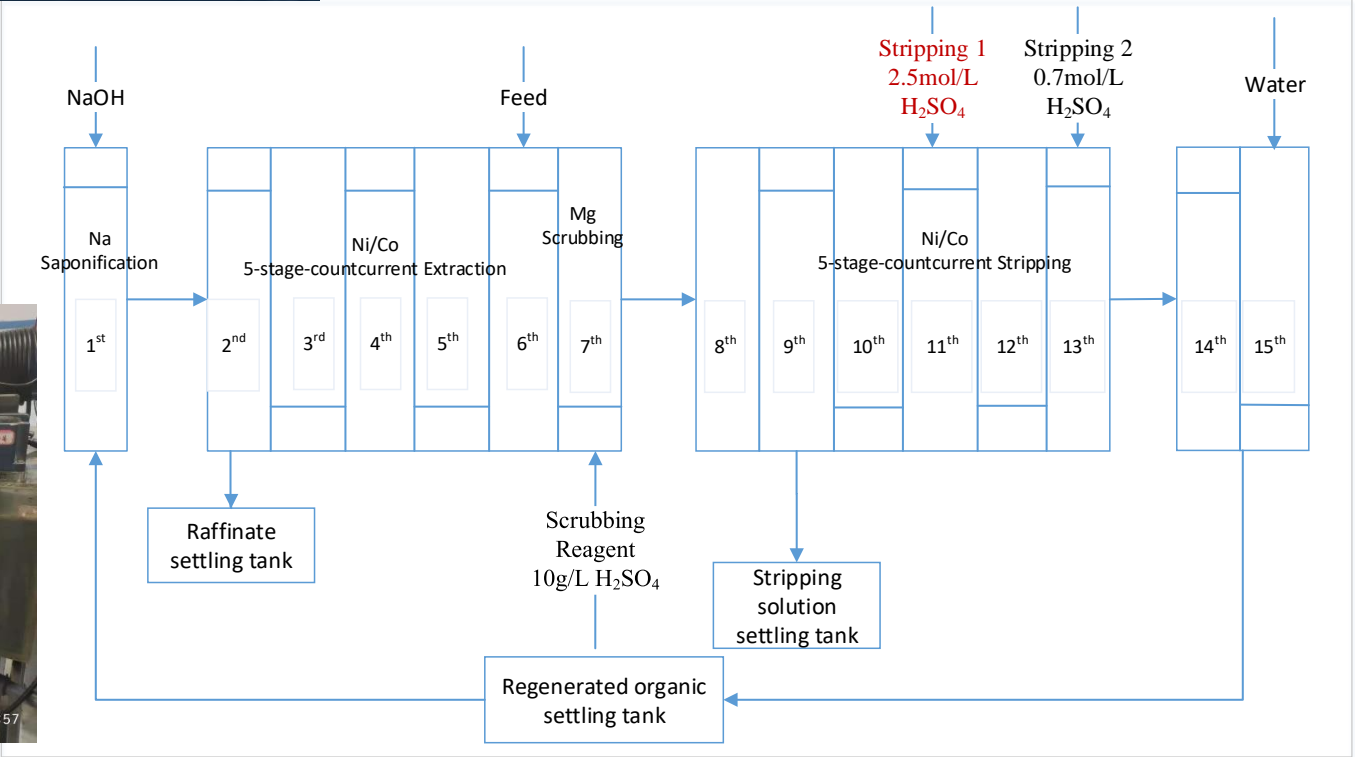 Stripping 1
2.5mol/L
H₂SO₄
Stripping 2
0.7mol/L
H₂SO₄
NaOH
Feed
Water
Na
Saponification
Ni/Co
5-stage-countcurrent Extraction
Mg
Scrubbing
Ni/Co
5-stage-countcurrent Stripping
1st
2nd
3rd
4th
5th
6th
7th
8th
9th
10th
11th
12th
13th
14th
15th
Raffinate
settling tank
Scrubbing
Reagent
10g/L H₂SO₄
Stripping
solution
settling tank
Regenerated organic
settling tank
57